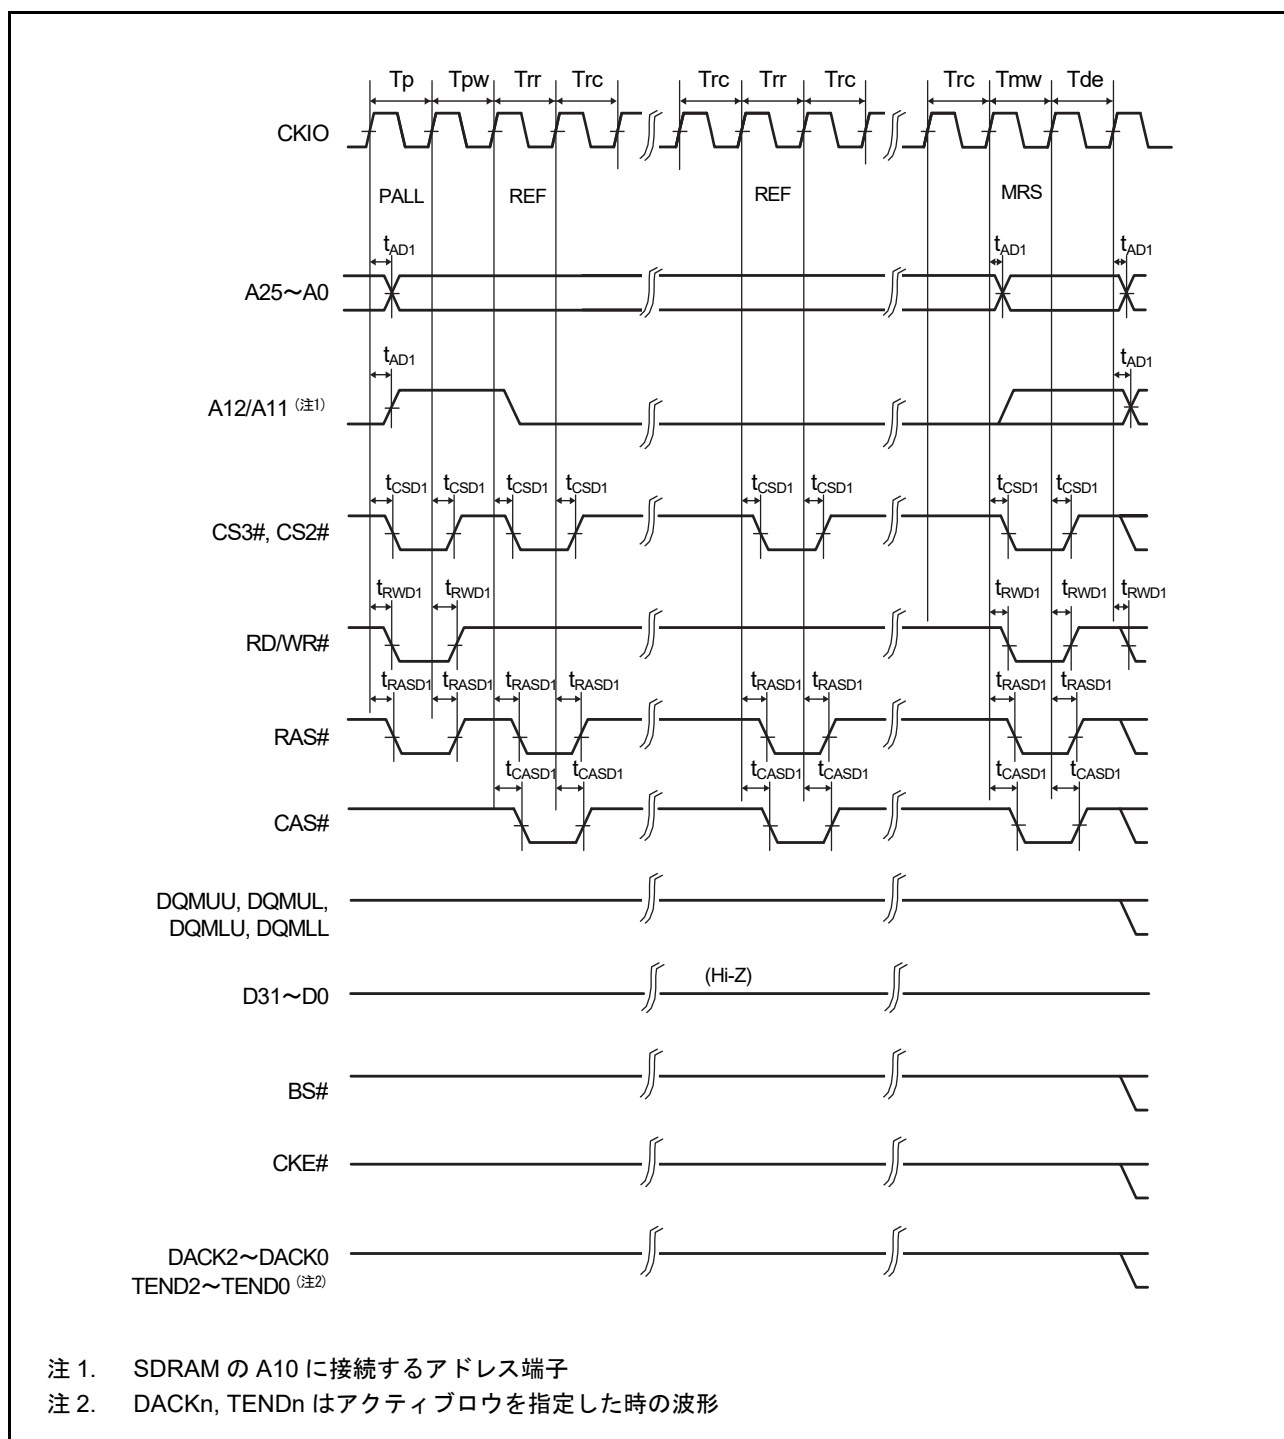 Tp Tpw Trr Trc Trc Trr Trc Trc Tmw Tde
CKIO
PALL REF REF MRS
tAD1 tAD1 tAD1
A25～A0
tAD1 tAD1
A12/A11 (注1)
tCSD1 tCSD1 tCSD1 tCSD1 tCSD1 tCSD1 tCSD1 tCSD1
CS3#, CS2#
tRWD1 tRWD1 tRWD1 tRWD1 tRWD1
RD/WR#
tRASD1 tRASD1 tRASD1 tRASD1 tRASD1 tRASD1 tRASD1 tRASD1
RAS#
tCASD1 tCASD1 tCASD1 tCASD1 tCASD1 tCASD1
CAS#
DQMUU, DQMUL,
DQMLU, DQMLL
(Hi-Z)
D31～D0
BS#
CKE#
DACK2～DACK0
TEND2～TEND0 (注2)
注 1. SDRAM の A10 に接続するアドレス端子
注 2. DACKn, TENDn はアクティブロウを指定した時の波形